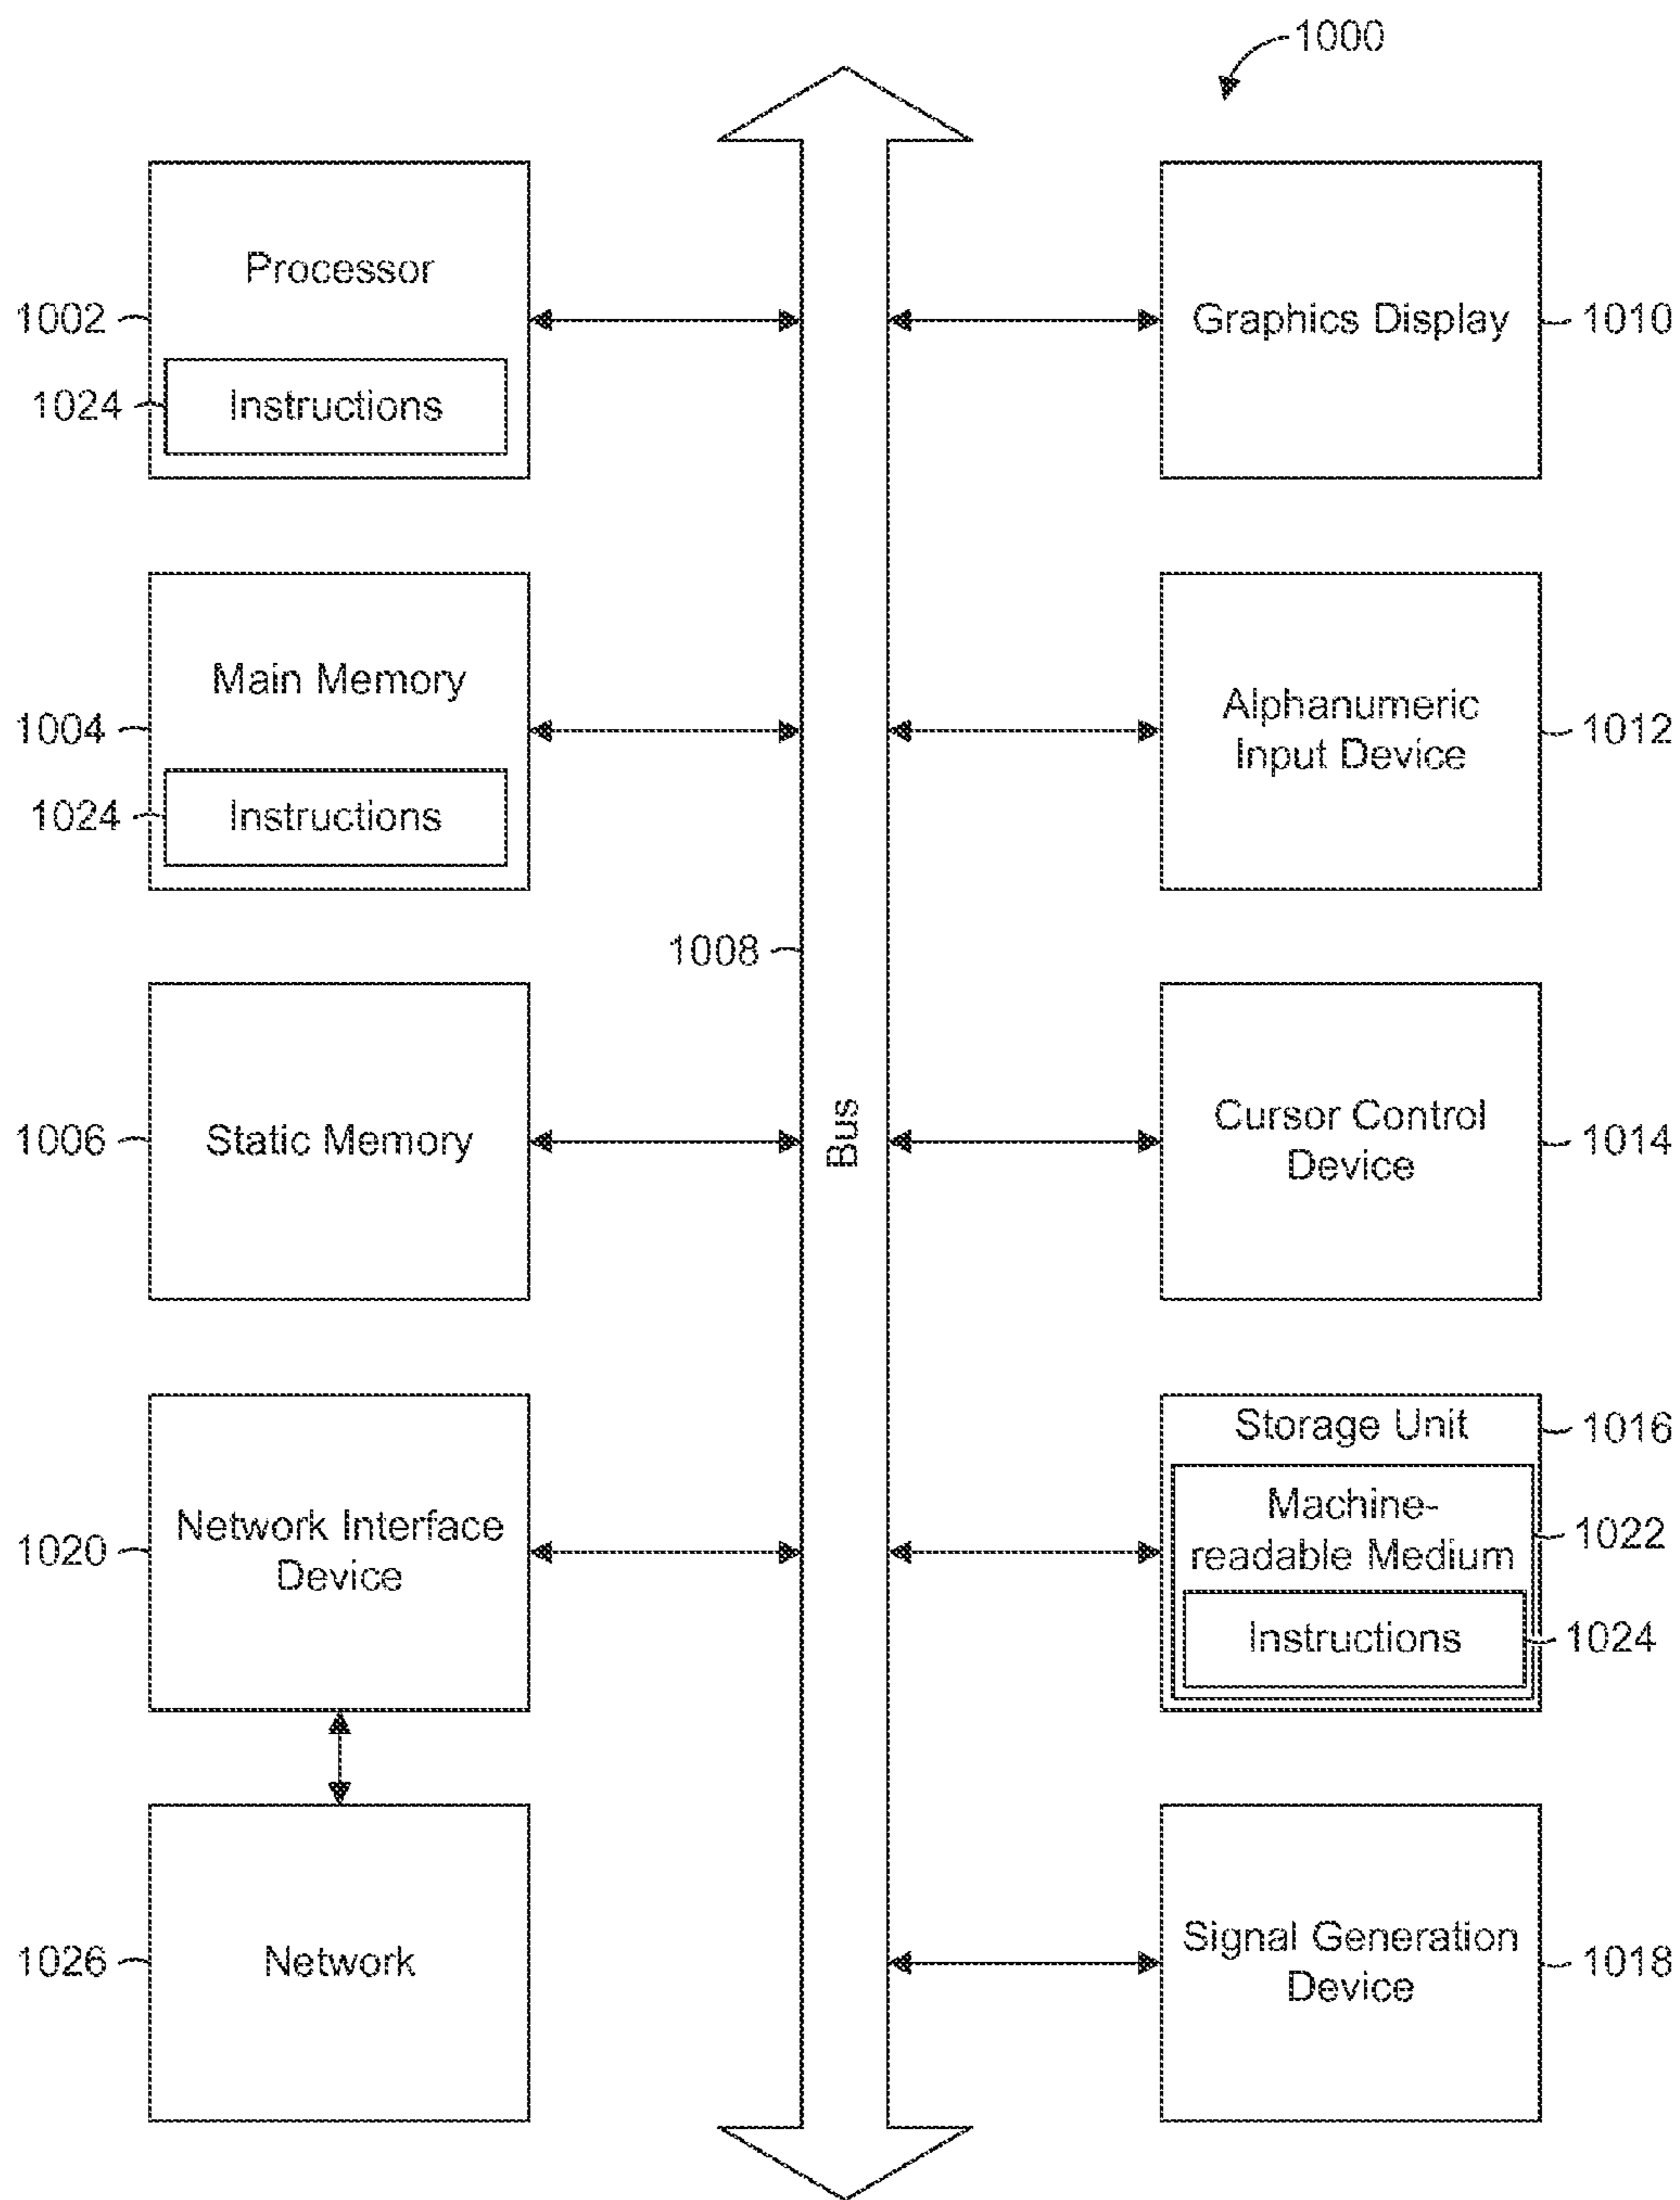 1000
Processor
1002
1024
Instructions
Graphics Display
1010
Main Memory
1004
1024
Instructions
Alphanumeric
Input Device
1012
1008
Bus
1006
Static Memory
Cursor Control
Device
1014
Network Interface
Device
1020
Storage Unit
1016
Machine-
readable Medium
1022
Instructions
1024
1026
Network
Signal Generation
Device
1018